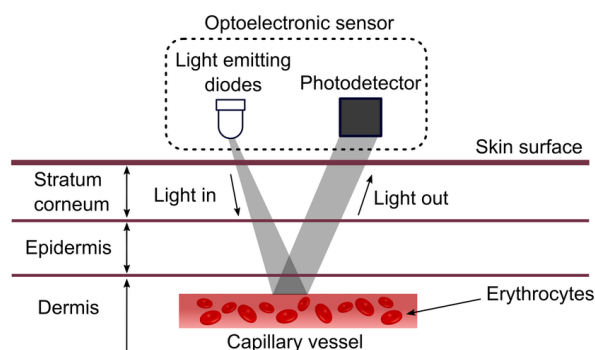 Optoelectronic sensor
Light emitting
diodes
Photodetector
Skin surface
Stratum
corneum
Light in
Light out
Epidermis
Dermis
Erythrocytes
Capillary vessel